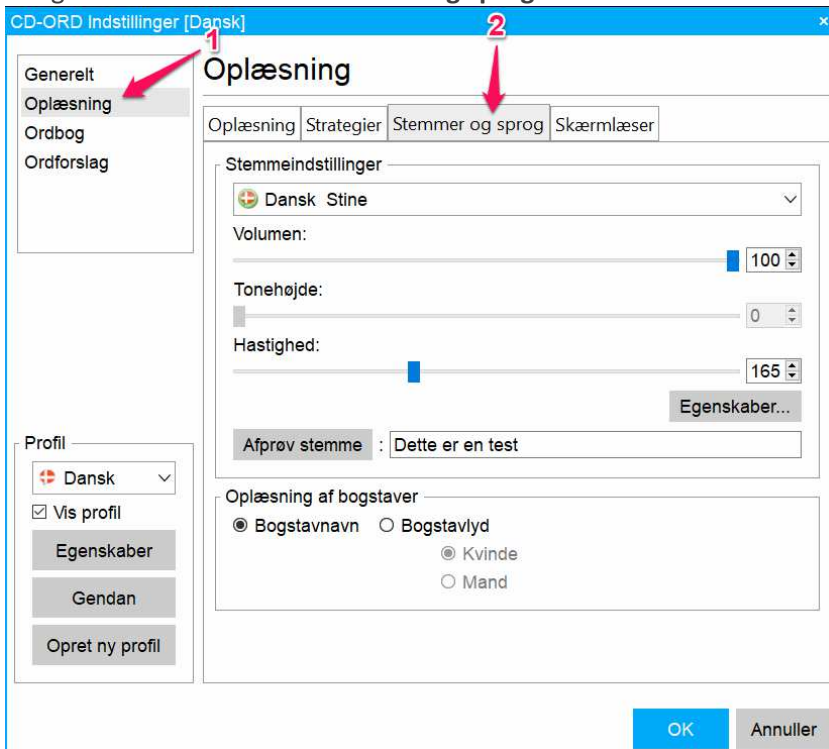 CD-ORD Indstillinger [Dansk]
×
1
2
Generelt
Oplæsning
Ordbog
Ordforslag
Oplæsning
Oplæsning Strategier Stemmer og sprog Skærmlæser
Stemmeindstillinger
Dansk Stine
Volumen:
100
Tonehøjde:
0
Hastighed:
165
Egenskaber...
Afprøv stemme : Dette er en test
Profil
Dansk
Vis profil
Egenskaber
Gendan
Opret ny profil
Oplæsning af bogstaver
Bogstavnavn Bogstavlyd
Kvinde
Mand
OK Annuller